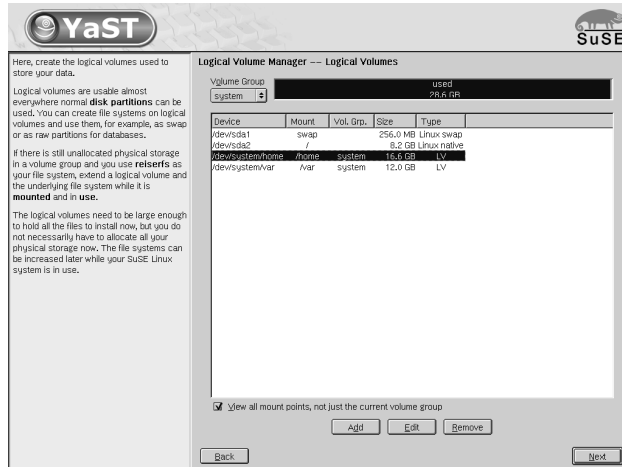 YaST
SuSE
Here, create the logical volumes used to
store your data.
Logical volumes are usable almost
everywhere normal disk partitions can be
used. You can create file systems on logical
volumes and use them, for example, as swap
or as raw partitions for databases.
If there is still unallocated physical storage
in a volume group and you use reiserfs as
your file system, extend a logical volume and
the underlying file system while it is
mounted and in use.
The logical volumes need to be large enough
to hold all the files to install now, but you do
not necessarily have to allocate all your
physical storage now. The file systems can
be increased later while your SuSE Linux
system is in use.
Logical Volume Manager -- Logical Volumes
Volume Group
system
used
28.6 GB
Device Mount Vol. Grp. Size Type
/dev/sda1 swap 256.0 MB Linux swap
/dev/sda2 / 8.2 GB Linux native
/dev/system/home /home system 16.6 GB LV
/dev/system/var /var system 12.0 GB LV
View all mount points, not just the current volume group
Add Edit Remove
Back Next